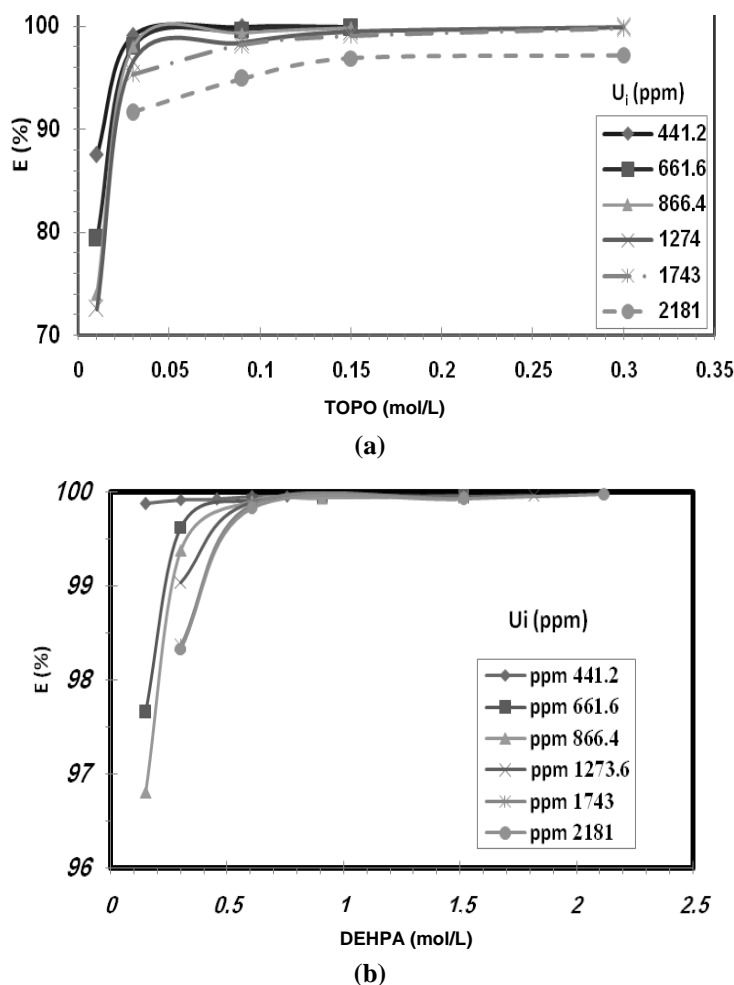 100
90
80
70
E (%)
0
0.05
0.1
0.15
0.2
0.25
0.3
0.35
TOPO (mol/L)
Ui (ppm)
441.2
661.6
866.4
1274
1743
2181
(a)
100
99
98
97
96
E (%)
0
0.5
1
1.5
2
2.5
DEHPA (mol/L)
Ui (ppm)
ppm 441.2
ppm 661.6
ppm 866.4
ppm 1273.6
ppm 1743
ppm 2181
(b)